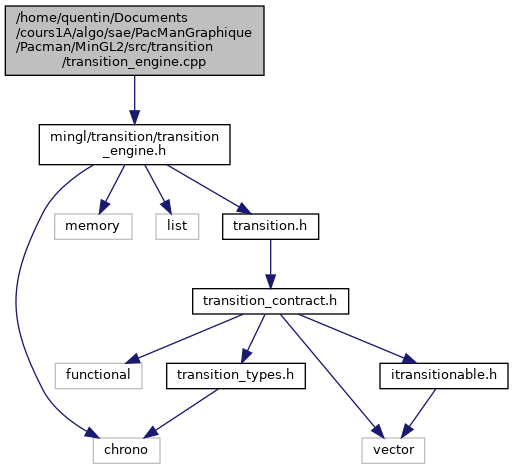 /home/quentin/Documents
/cours1A/algo/sae/PacManGraphique
/Pacman/MinGL2/src/transition
/transition_engine.cpp
mingl/transition/transition
_engine.h
memory
list
transition.h
transition_contract.h
functional
transition_types.h
itransitionable.h
chrono
vector